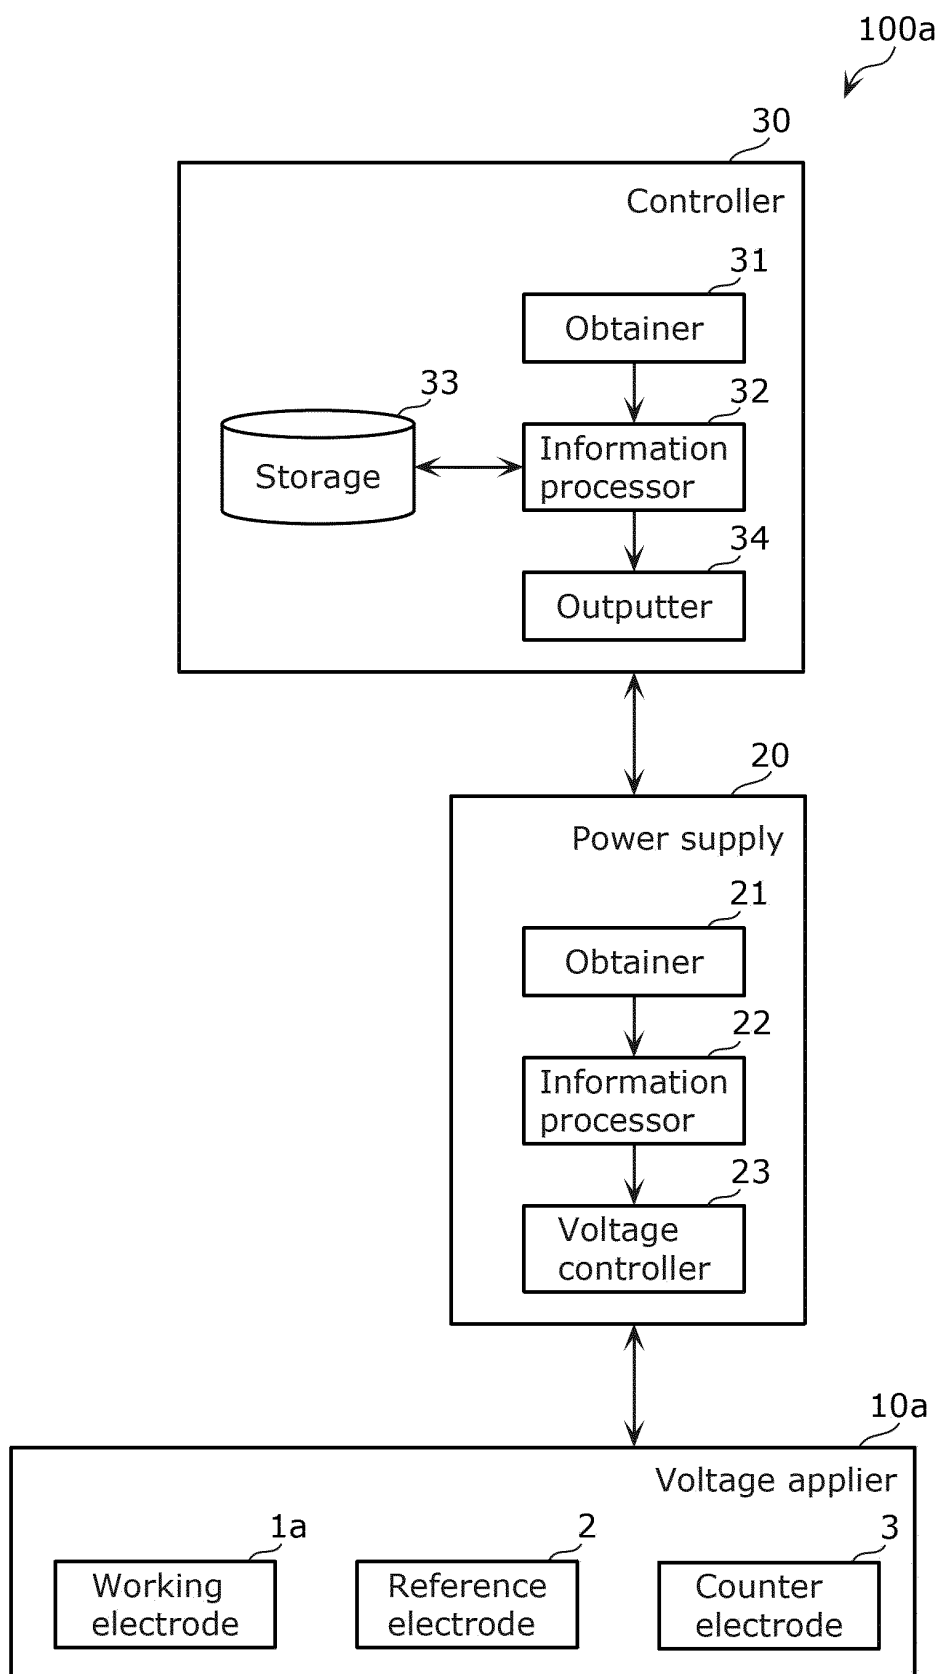 100a
30
Controller
31
Obtainer
33
32
Storage
Information
processor
34
Outputter
20
Power supply
21
Obtainer
22
Information
processor
23
Voltage
controller
10a
Voltage applier
1a
2
3
Working
electrode
Reference
electrode
Counter
electrode